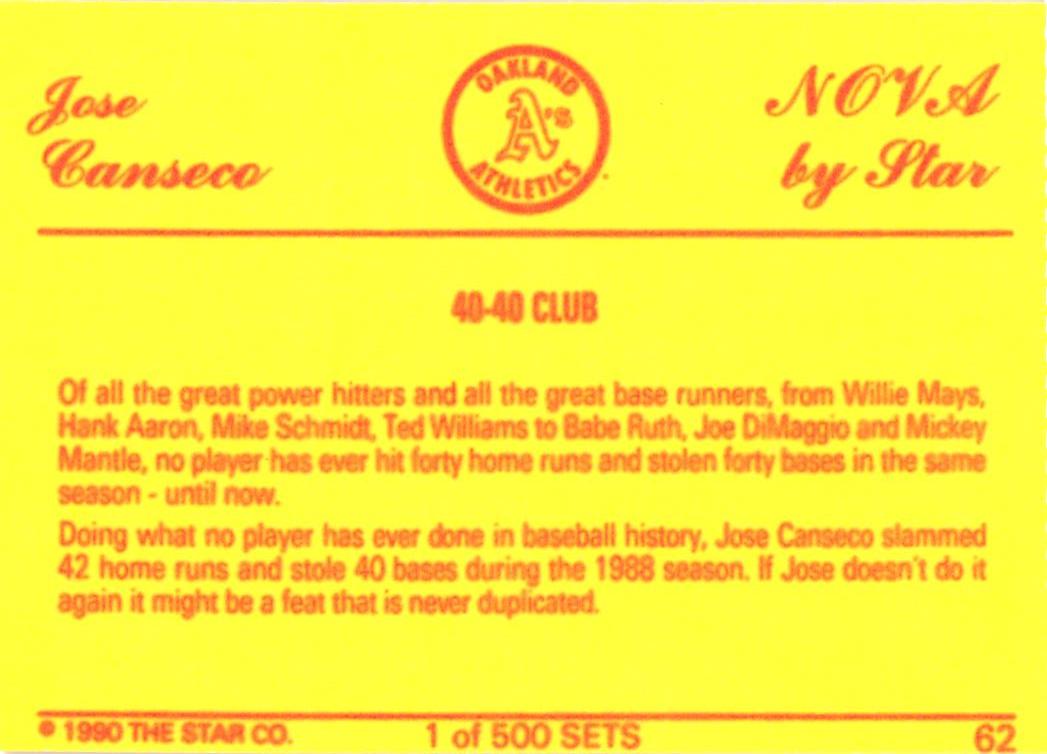 Jose
Canseco
OAKLAND
A's
ATHLETICS
NOVA
by Star
40-40 CLUB
Of all the great power hitters and all the great base runners, from Willie Mays,
Hank Aaron, Mike Schmidt, Ted Williams to Babe Ruth, Joe DiMaggio and Mickey
Mantle, no player has ever hit forty home runs and stolen forty bases in the same
season - until now.
Doing what no player has ever done in baseball history, Jose Canseco slammed
42 home runs and stole 40 bases during the 1988 season. If Jose doesn't do it
again it might be a feat that is never duplicated.
© 1990 THE STAR CO. 1 of 500 SETS 62